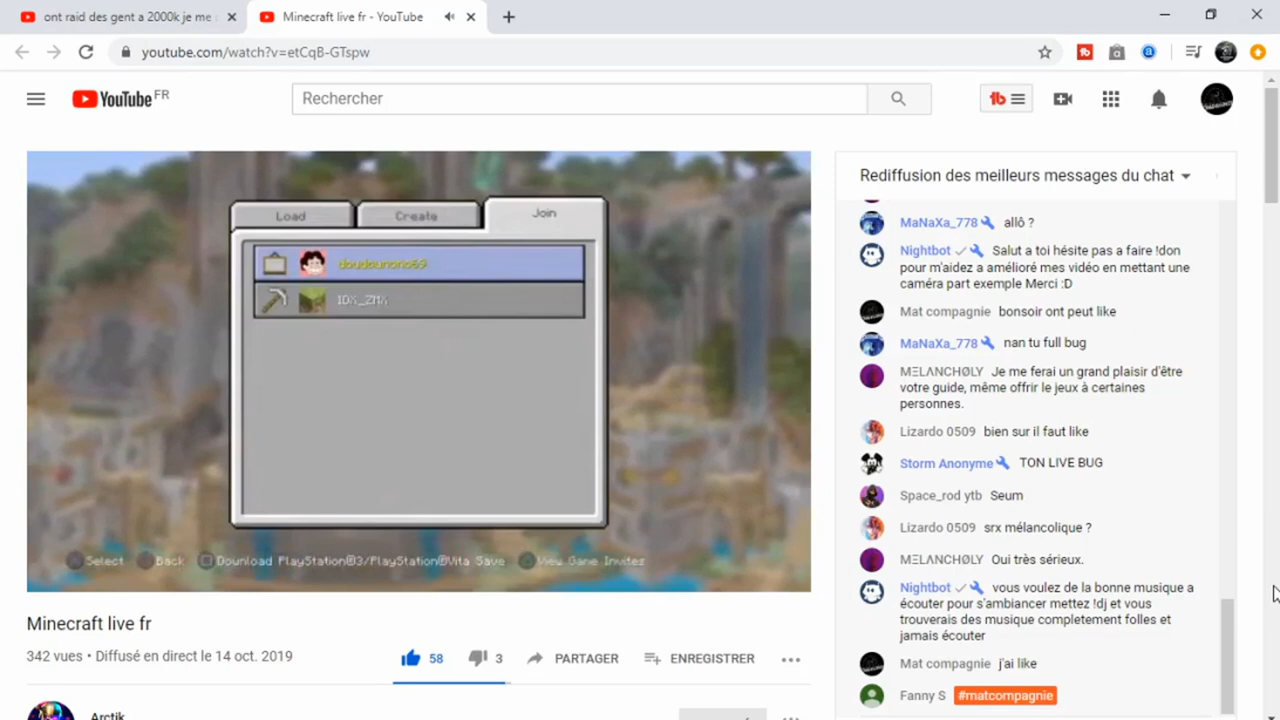 ont raid des gent a 2000k je me
Minecraft live fr - YouTube
youtube.com/watch?v=etCqB-GTspw
YouTube FR
Rechercher
tb
Load
Create
Join
doudounono69
IDX_ZMX
Select
Back
Download PlayStation®3/PlayStation®Vita Save
View Game Invites
Minecraft live fr
342 vues • Diffusé en direct le 14 oct. 2019
58
3
PARTAGER
ENREGISTRER
Arctik
Rediffusion des meilleurs messages du chat
MaNaXa_778 allô ?
Nightbot Salut a toi hésite pas a faire !don
pour m'aidez a amélioré mes vidéo en mettant une
caméra part exemple Merci :D
Mat compagnie bonsoir ont peut like
MaNaXa_778 nan tu full bug
MΞLANCHØLY Je me ferai un grand plaisir d'être
votre guide, même offrir le jeux à certaines
personnes.
Lizardo 0509 bien sur il faut like
Storm Anonyme TON LIVE BUG
Space_rod ytb Seum
Lizardo 0509 srx mélancolique ?
MΞLANCHØLY Oui très sérieux.
Nightbot vous voulez de la bonne musique a
écouter pour s'ambiancer mettez !dj et vous
trouverais des musique completement folles et
jamais écouter
Mat compagnie j'ai like
Fanny S #matcompagnie